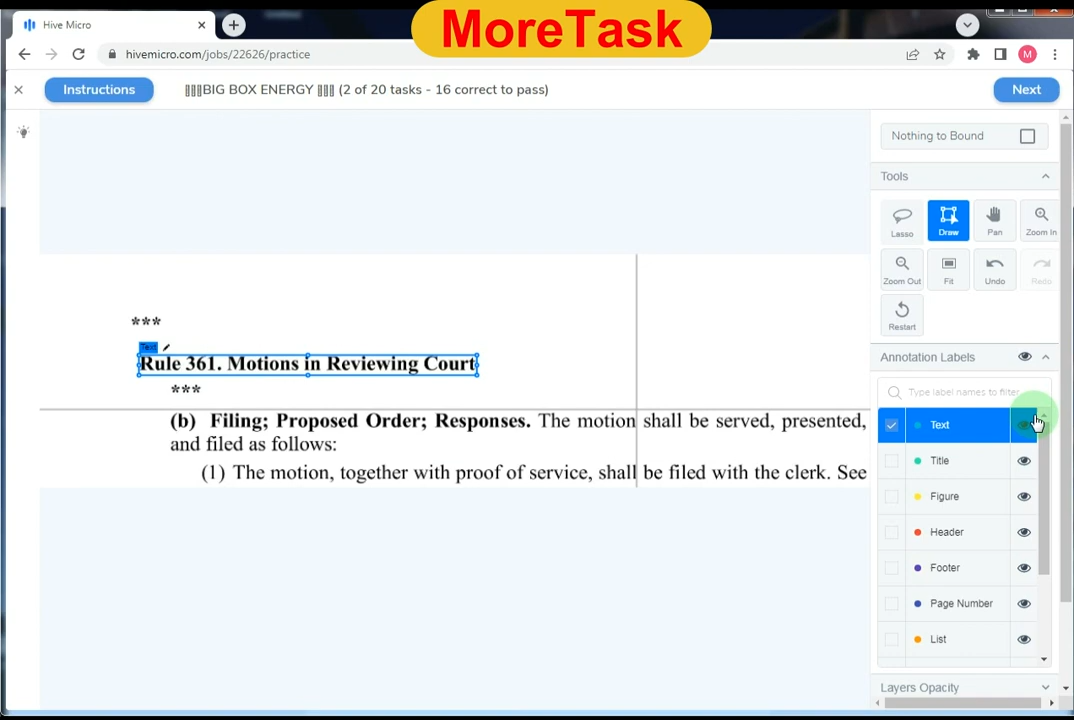 MoreTask
Hive Micro
hivemicro.com/jobs/22626/practice
M
Instructions
BIG BOX ENERGY (2 of 20 tasks - 16 correct to pass)
Next
Nothing to Bound
Tools
Lasso
Draw
Pan
Zoom In
Zoom Out
Fit
Undo
Redo
Restart
Annotation Labels
Type label names to filter
Text
Title
Figure
Header
Footer
Page Number
List
Layers Opacity
***
Text
Rule 361. Motions in Reviewing Court
***
(b) Filing; Proposed Order; Responses. The motion shall be served, presented,
and filed as follows:
(1) The motion, together with proof of service, shall be filed with the clerk. See